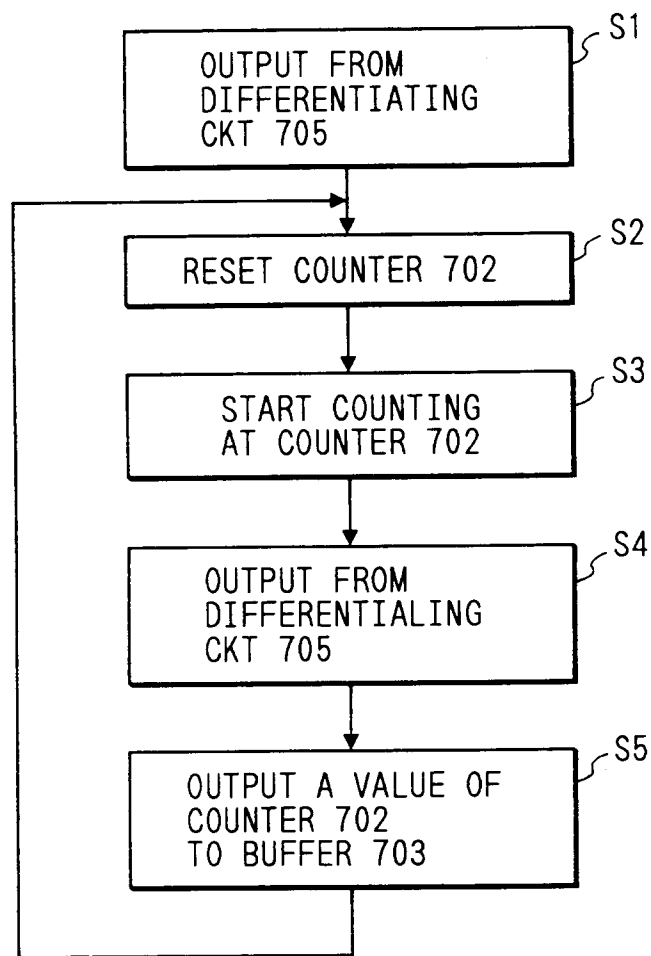 S1
OUTPUT FROM
DIFFERENTIATING
CKT 705
S2
RESET COUNTER 702
S3
START COUNTING
AT COUNTER 702
S4
OUTPUT FROM
DIFFERENTIALING
CKT 705
S5
OUTPUT A VALUE OF
COUNTER 702
TO BUFFER 703